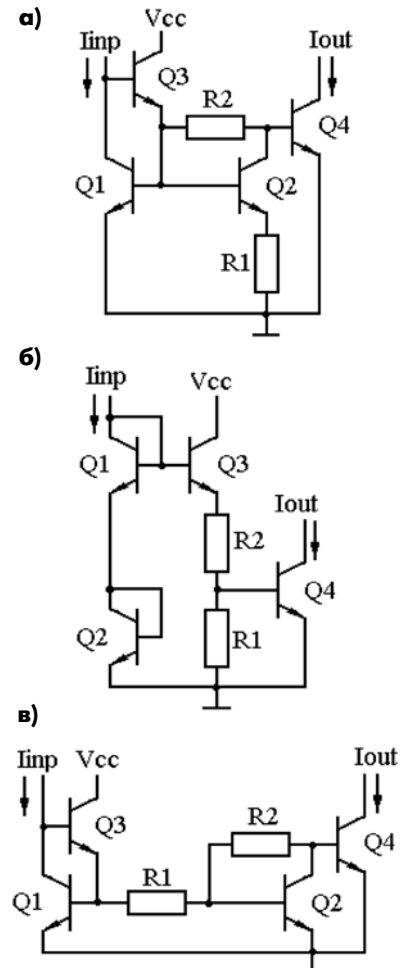 а)
Vcc
Iinp
Iout
Q3
R2
Q4
Q1
Q2
R1
б)
Iinp
Vcc
Q1
Q3
Iout
R2
Q4
Q2
R1
в)
Iinp Vcc
Iout
R2
Q3
Q4
R1
Q1
Q2